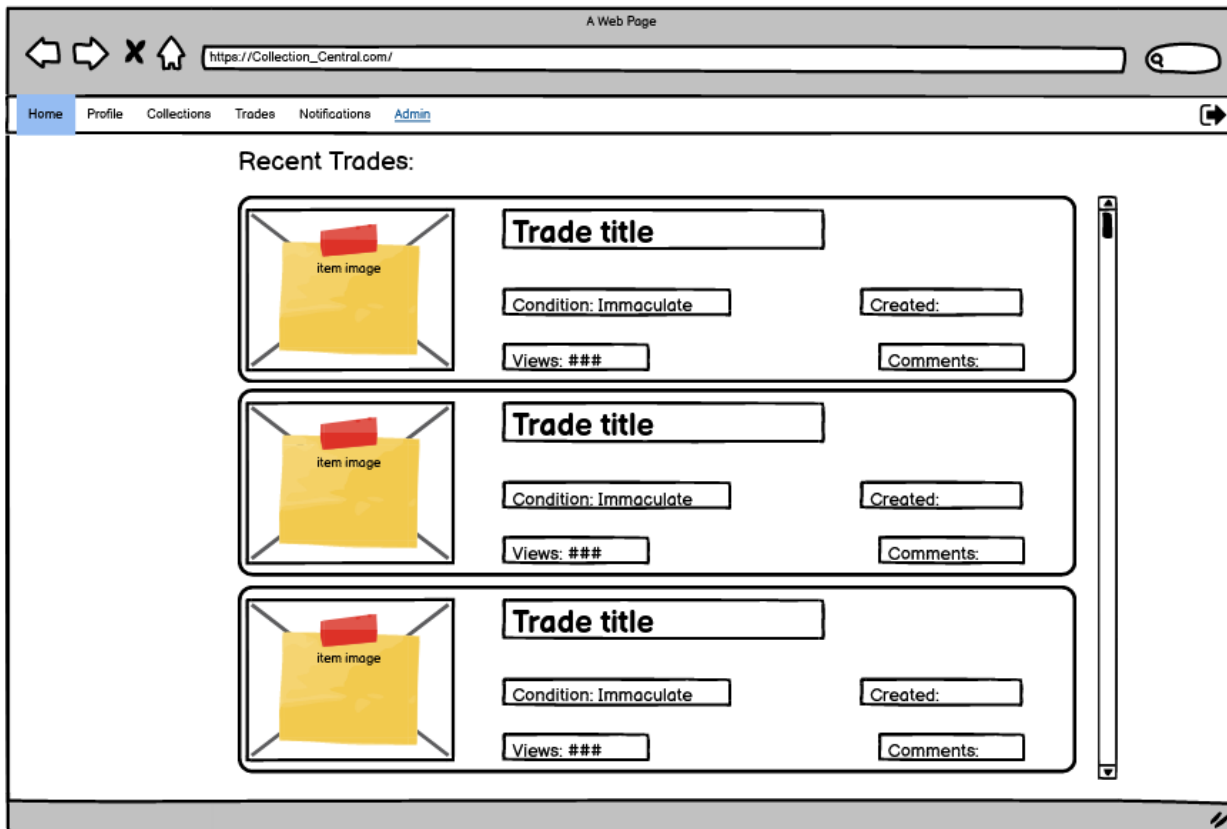 A Web Page
https://Collection_Central.com/
Home Profile Collections Trades Notifications Admin
Recent Trades:
item image
Trade title
Condition: Immaculate Created:
Views: ### Comments:
item image
Trade title
Condition: Immaculate Created:
Views: ### Comments:
item image
Trade title
Condition: Immaculate Created:
Views: ### Comments: